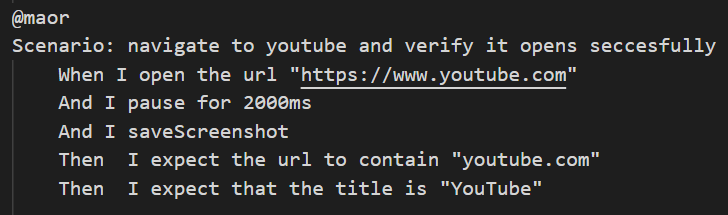 @maor
Scenario: navigate to youtube and verify it opens seccesfully
When I open the url "https://www.youtube.com"
And I pause for 2000ms
And I saveScreenshot
Then  I expect the url to contain "youtube.com"
Then  I expect that the title is "YouTube"